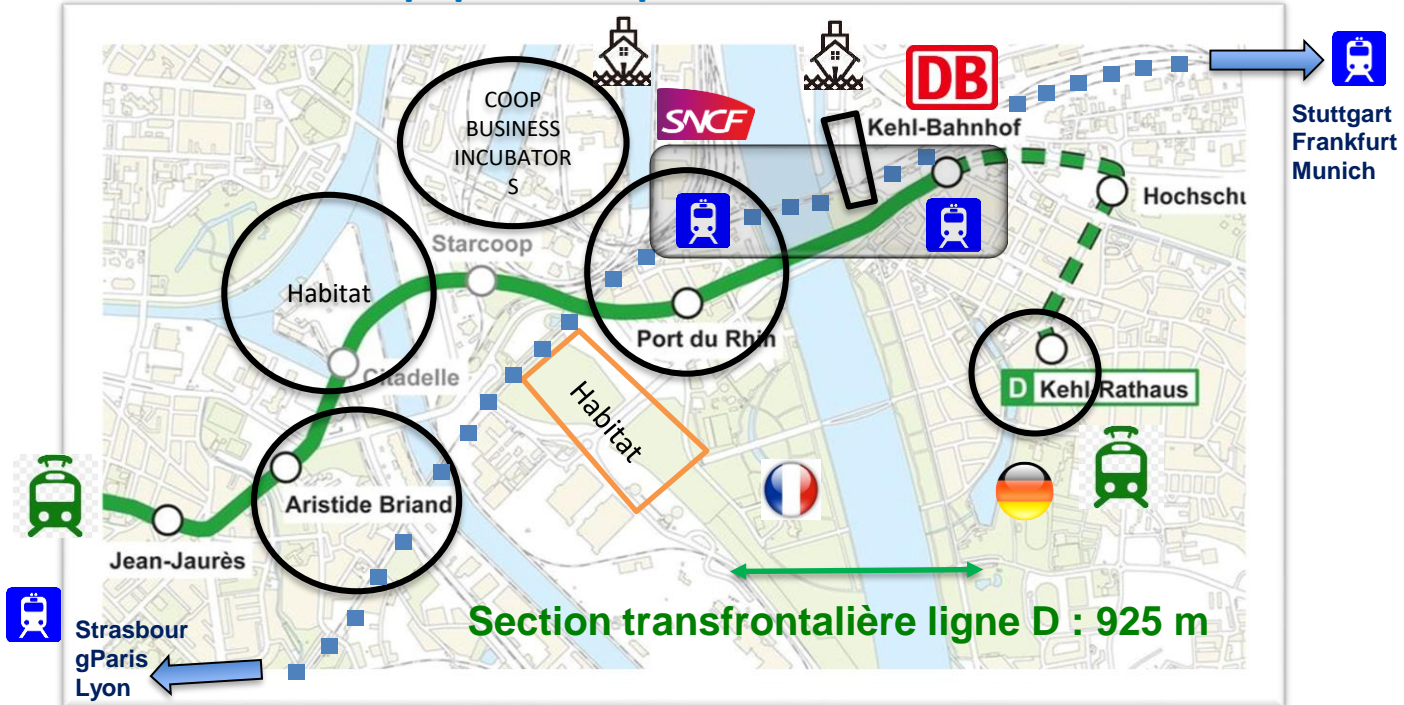 COOP
BUSINESS
INCUBATOR
S
SNCF
DB
Kehl-Bahnhof
Stuttgart
Frankfurt
Munich
Hochschu
Starcoop
Habitat
Port du Rhin
Citadelle
Habitat
D Kehl-Rathaus
Aristide Briand
Jean-Jaurès
Section transfrontalière ligne D : 925 m
Strasbour
gParis
Lyon